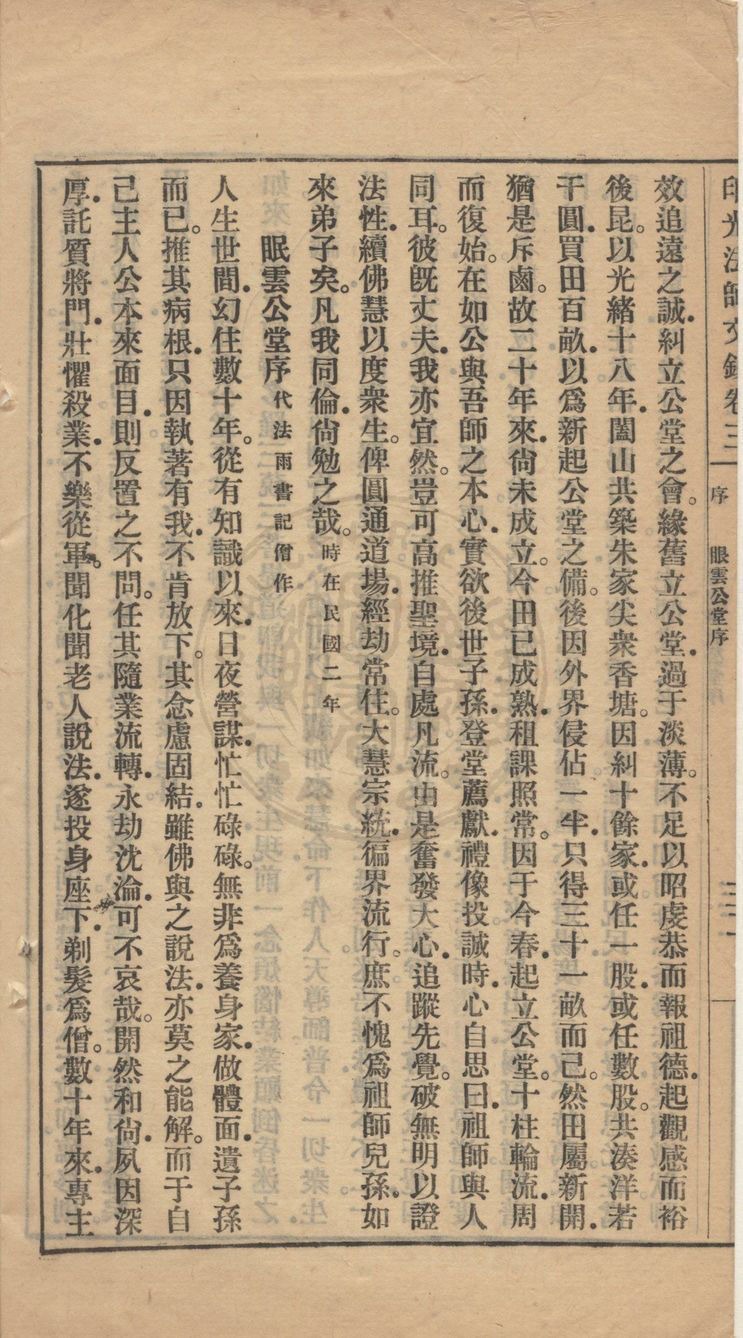 印光法師文鈔卷三 序 眠雲公堂序
效追遠之誠.糾立公堂之會。緣舊立公堂.過于淡薄。不足以昭虔恭而報祖德.起觀感而裕
後昆。以光緒十八年.闔山共築朱家尖衆香塘。因糾十餘家.或任一股.或任數股。共湊洋若
干圓.買田百畝.以爲新起公堂之備。後因外界侵佔一半.只得三十一畝而已。然田屬新開.
猶是斥鹵。故二十年來.尙未成立。今田已成熟.租課照常。因于今春.起立公堂。十柱輪流.周
而復始。在如公與吾師之本心.實欲後世子孫.登堂薦獻.禮像投誠時.心自思曰.祖師與人
同耳。彼旣丈夫.我亦宜然。豈可高推聖境.自處凡流。由是奮發大心.追蹤先覺。破無明以證
法性.續佛慧以度衆生。俾圓通道場.經劫常住。大慧宗統.徧界流行。庶不愧爲祖師兒孫.如
來弟子矣。凡我同倫.尙勉之哉。時在民國二年
眠雲公堂序 代法雨書記僧作
人生世間.幻住數十年。從有知識以來.日夜營謀.忙忙碌碌。無非爲養身家.做體面.遺子孫
而已。推其病根.只因執著有我.不肯放下。其念慮固結.雖佛與之說法.亦莫之能解。而于自
己主人公本來面目.則反置之不問。任其隨業流轉.永劫沈淪.可不哀哉。開然和尙.夙因深
厚.託質將門.壯懼殺業.不樂從軍。聞化聞老人說法.遂投身座下.剃髮爲僧。數十年來.專主